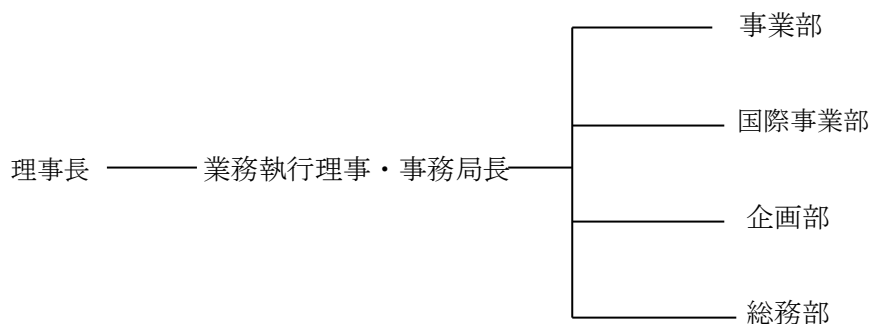 理事長
業務執行理事・事務局長
事業部
国際事業部
企画部
総務部